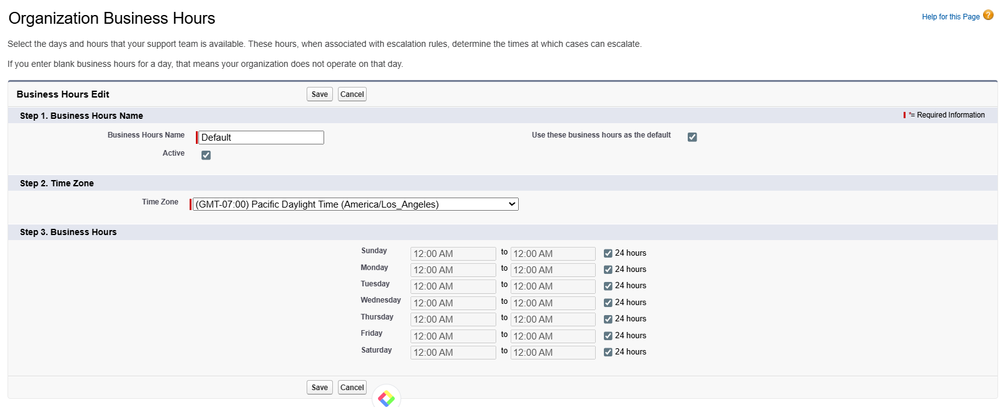 Organization Business Hours
Help for this Page ?
Select the days and hours that your support team is available. These hours, when associated with escalation rules, determine the times at which cases can escalate.
If you enter blank business hours for a day, that means your organization does not operate on that day.
Business Hours Edit Save Cancel
Step 1. Business Hours Name *= Required Information
Business Hours Name Default Use these business hours as the default
Active
Step 2. Time Zone
Time Zone (GMT-07:00) Pacific Daylight Time (America/Los_Angeles)
Step 3. Business Hours
Sunday 12:00 AM to 12:00 AM 24 hours
Monday 12:00 AM to 12:00 AM 24 hours
Tuesday 12:00 AM to 12:00 AM 24 hours
Wednesday 12:00 AM to 12:00 AM 24 hours
Thursday 12:00 AM to 12:00 AM 24 hours
Friday 12:00 AM to 12:00 AM 24 hours
Saturday 12:00 AM to 12:00 AM 24 hours
Save Cancel